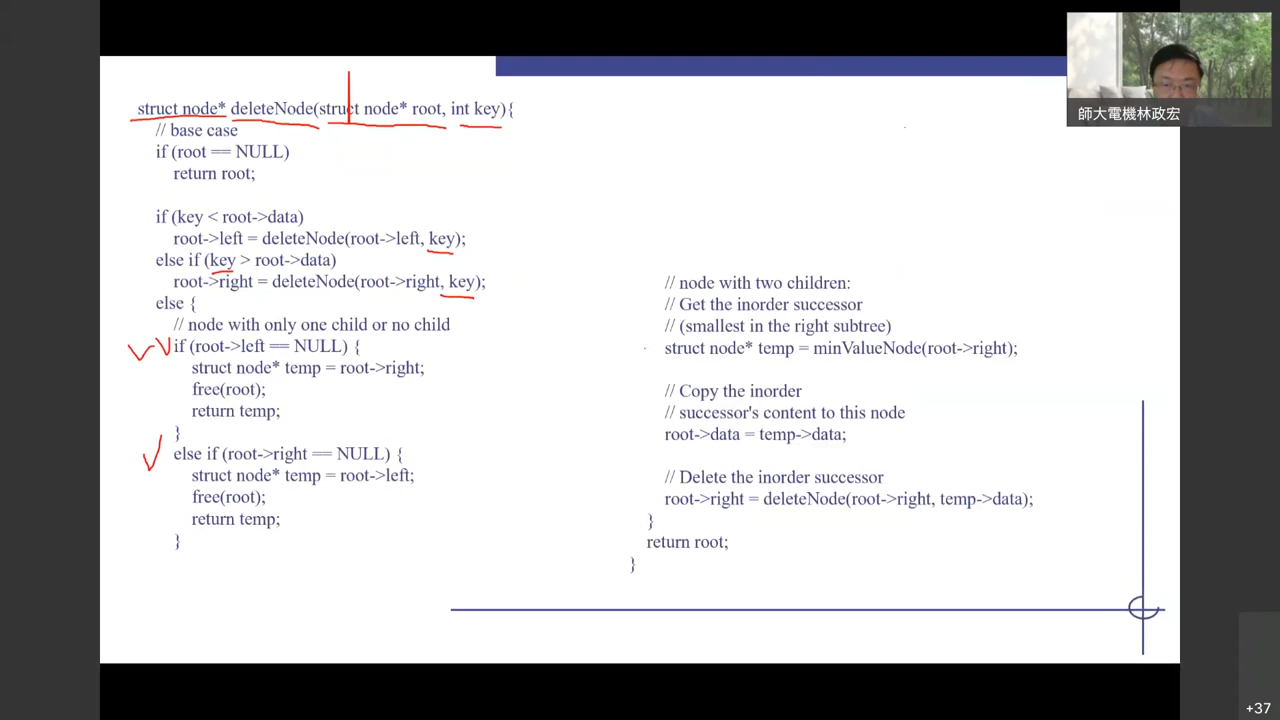 struct node* deleteNode(struct node* root, int key){
// base case
if (root == NULL)
return root;
if (key < root->data)
root->left = deleteNode(root->left, key);
else if (key > root->data)
root->right = deleteNode(root->right, key);
else {
// node with only one child or no child
if (root->left == NULL) {
struct node* temp = root->right;
free(root);
return temp;
}
else if (root->right == NULL) {
struct node* temp = root->left;
free(root);
return temp;
}
// node with two children:
// Get the inorder successor
// (smallest in the right subtree)
struct node* temp = minValueNode(root->right);
// Copy the inorder
// successor's content to this node
root->data = temp->data;
// Delete the inorder successor
root->right = deleteNode(root->right, temp->data);
}
return root;
}
師大電機林政宏
+37